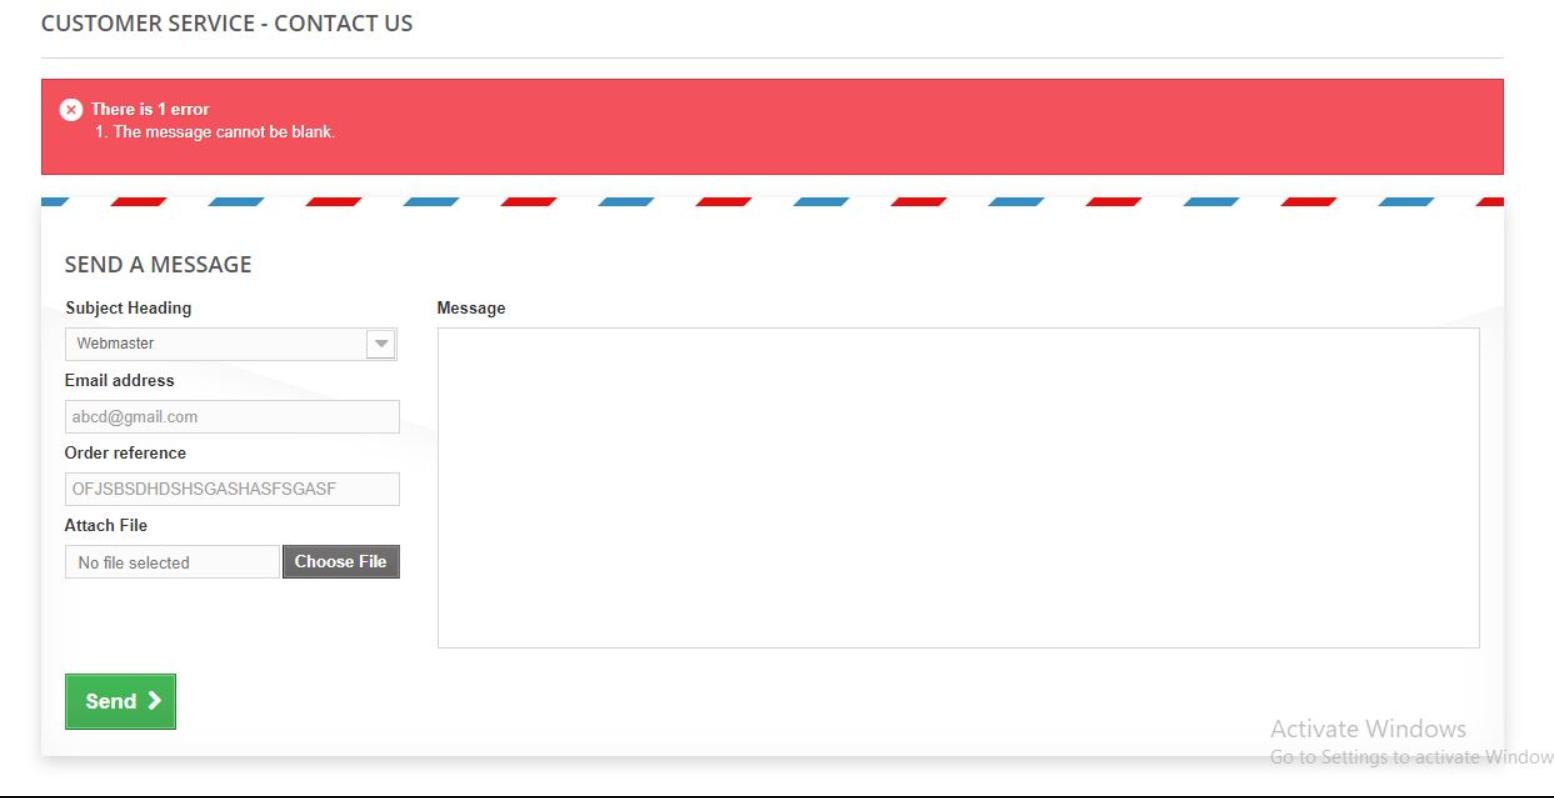 CUSTOMER SERVICE - CONTACT US
There is 1 error
1. The message cannot be blank.
SEND A MESSAGE
Subject Heading
Message
Webmaster
Email address
abcd@gmail.com
Order reference
OFJSBSDHDSHSGASHASFSGASF
Attach File
No file selected
Choose File
Send
Activate Windows
Go to Settings to activate Window